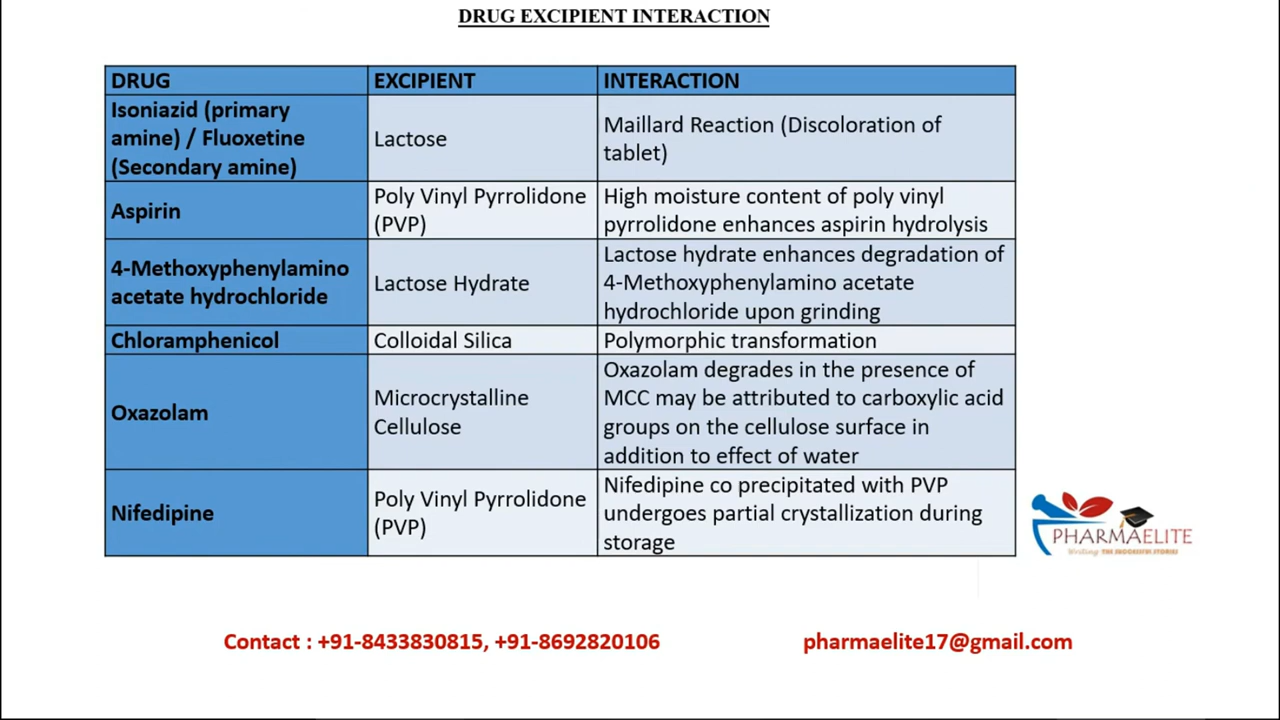 DRUG EXCIPIENT INTERACTION
DRUG
EXCIPIENT
INTERACTION
Isoniazid (primary
amine) / Fluoxetine
(Secondary amine)
Lactose
Maillard Reaction (Discoloration of
tablet)
Aspirin
Poly Vinyl Pyrrolidone
(PVP)
High moisture content of poly vinyl
pyrrolidone enhances aspirin hydrolysis
4-Methoxyphenylamino
acetate hydrochloride
Lactose Hydrate
Lactose hydrate enhances degradation of
4-Methoxyphenylamino acetate
hydrochloride upon grinding
Chloramphenicol
Colloidal Silica
Polymorphic transformation
Oxazolam
Microcrystalline
Cellulose
Oxazolam degrades in the presence of
MCC may be attributed to carboxylic acid
groups on the cellulose surface in
addition to effect of water
Nifedipine
Poly Vinyl Pyrrolidone
(PVP)
Nifedipine co precipitated with PVP
undergoes partial crystallization during
storage
PHARMAELITE
Writing THE SUCCESSFUL STORIES
Contact : +91-8433830815, +91-8692820106
pharmaelite17@gmail.com